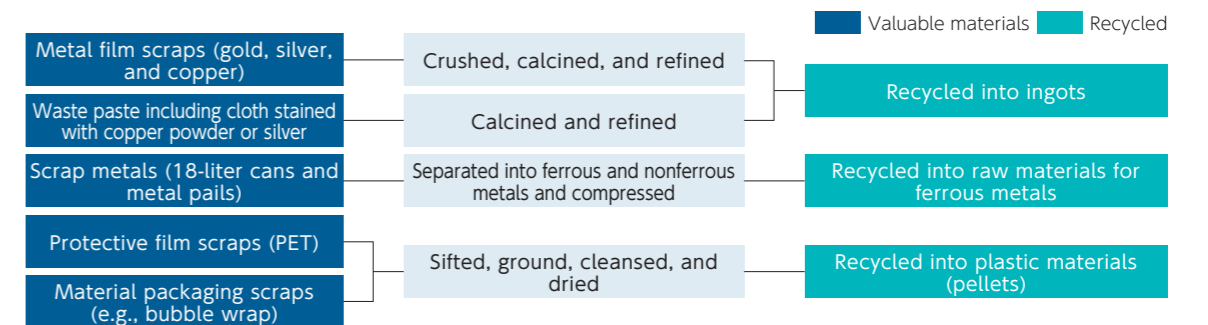 Valuable materials
Recycled
Metal film scraps (gold, silver,
and copper)
Crushed, calcined, and refined
Recycled into ingots
Waste paste including cloth stained
with copper powder or silver
Calcined and refined
Scrap metals (18-liter cans and
metal pails)
Separated into ferrous and nonferrous
metals and compressed
Recycled into raw materials for
ferrous metals
Protective film scraps (PET)
Sifted, ground, cleansed, and
dried
Recycled into plastic materials
(pellets)
Material packaging scraps
(e.g., bubble wrap)